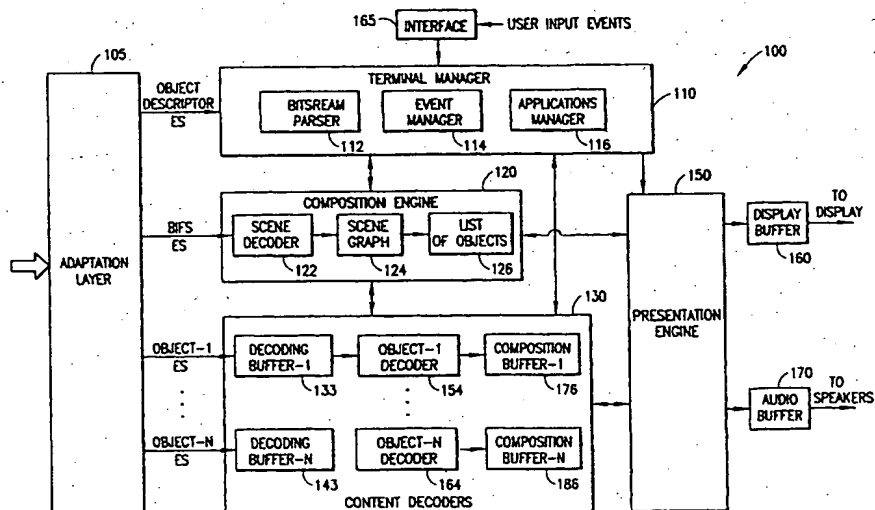 165
INTERFACE
USER INPUT EVENTS
105
100
OBJECT
DESCRIPTOR
ES
TERMINAL MANAGER
110
BITSREAM
PARSER
EVENT
MANAGER
APPLICATIONS
MANAGER
112
114
116
120
150
COMPOSITION ENGINE
BIFS
ES
SCENE
DECODER
SCENE
GRAPH
LIST
OF OBJECTS
122
124
126
DISPLAY
BUFFER
TO
DISPLAY
160
ADAPTATION
LAYER
130
PRESENTATION
ENGINE
OBJECT-1
ES
DECODING
BUFFER-1
OBJECT-1
DECODER
COMPOSITION
BUFFER-1
133
154
176
170
AUDIO
BUFFER
TO
SPEAKERS
OBJECT-N
ES
DECODING
BUFFER-N
OBJECT-N
DECODER
COMPOSITION
BUFFER-N
143
164
186
CONTENT DECODERS